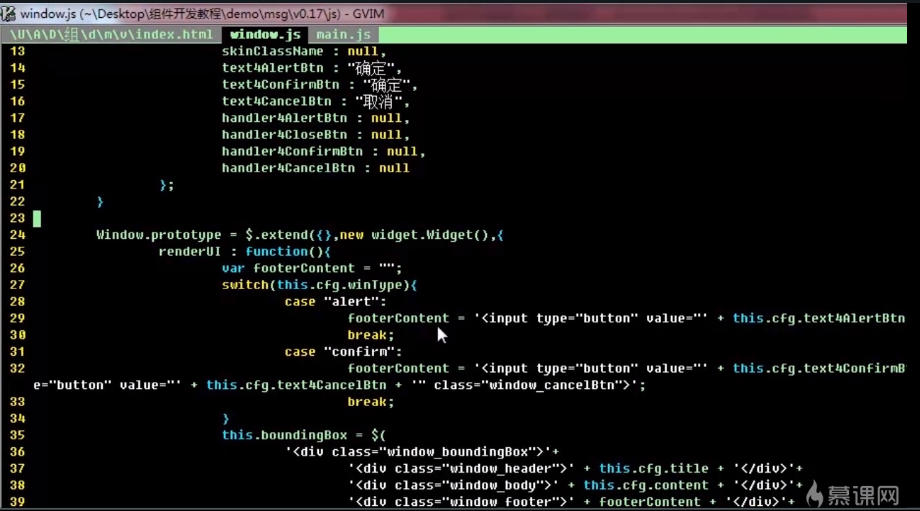 window.js (~\Desktop\组件开发教程\demo\msg\v0.17\js) - GVIM
\U\A\D\组\d\m\v\index.html window.js main.js
13 skinClassName : null,
14 text4AlertBtn : "确定",
15 text4ConfirmBtn : "确定",
16 text4CancelBtn : "取消",
17 handler4AlertBtn : null,
18 handler4CloseBtn : null,
19 handler4ConfirmBtn : null,
20 handler4CancelBtn : null
21 };
22 }
23
24 Window.prototype = $.extend({},new widget.Widget(),{
25 renderUI : function(){
26 var footerContent = "";
27 switch(this.cfg.winType){
28 case "alert":
29 footerContent = '<input type="button" value="' + this.cfg.text4AlertBtn
30 break;
31 case "confirm":
32 footerContent = '<input type="button" value="' + this.cfg.text4ConfirmB
e="button" value="' + this.cfg.text4CancelBtn + '" class="window_cancelBtn">';
33 break;
34 }
35 this.boundingBox = $(
36 '<div class="window_boundingBox">'+
37 '<div class="window_header">' + this.cfg.title + '</div>'+
38 '<div class="window_body">' + this.cfg.content + '</div>'+
39 '<div class="window_footer">' + footerContent + '</div>'+
慕课网